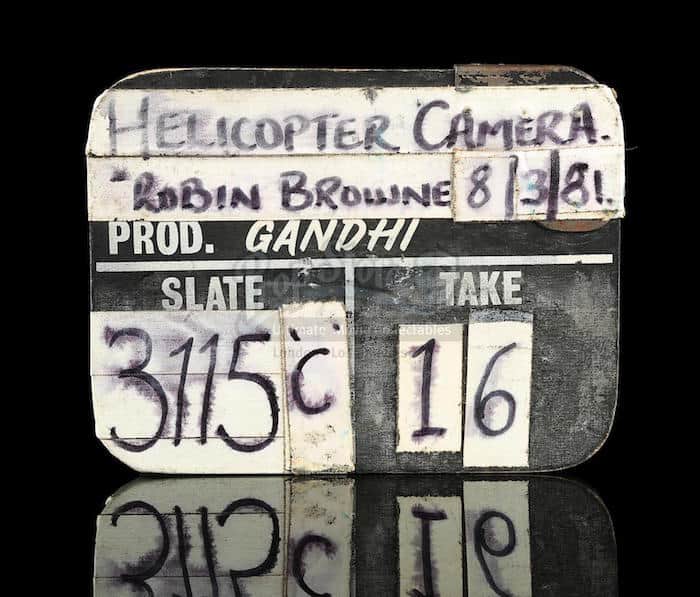 HELICOPTER CAMERA.
"ROBIN BROWNE 8/3/81.
PROD. GANDHI
SLATE TAKE
3115 "C" 16